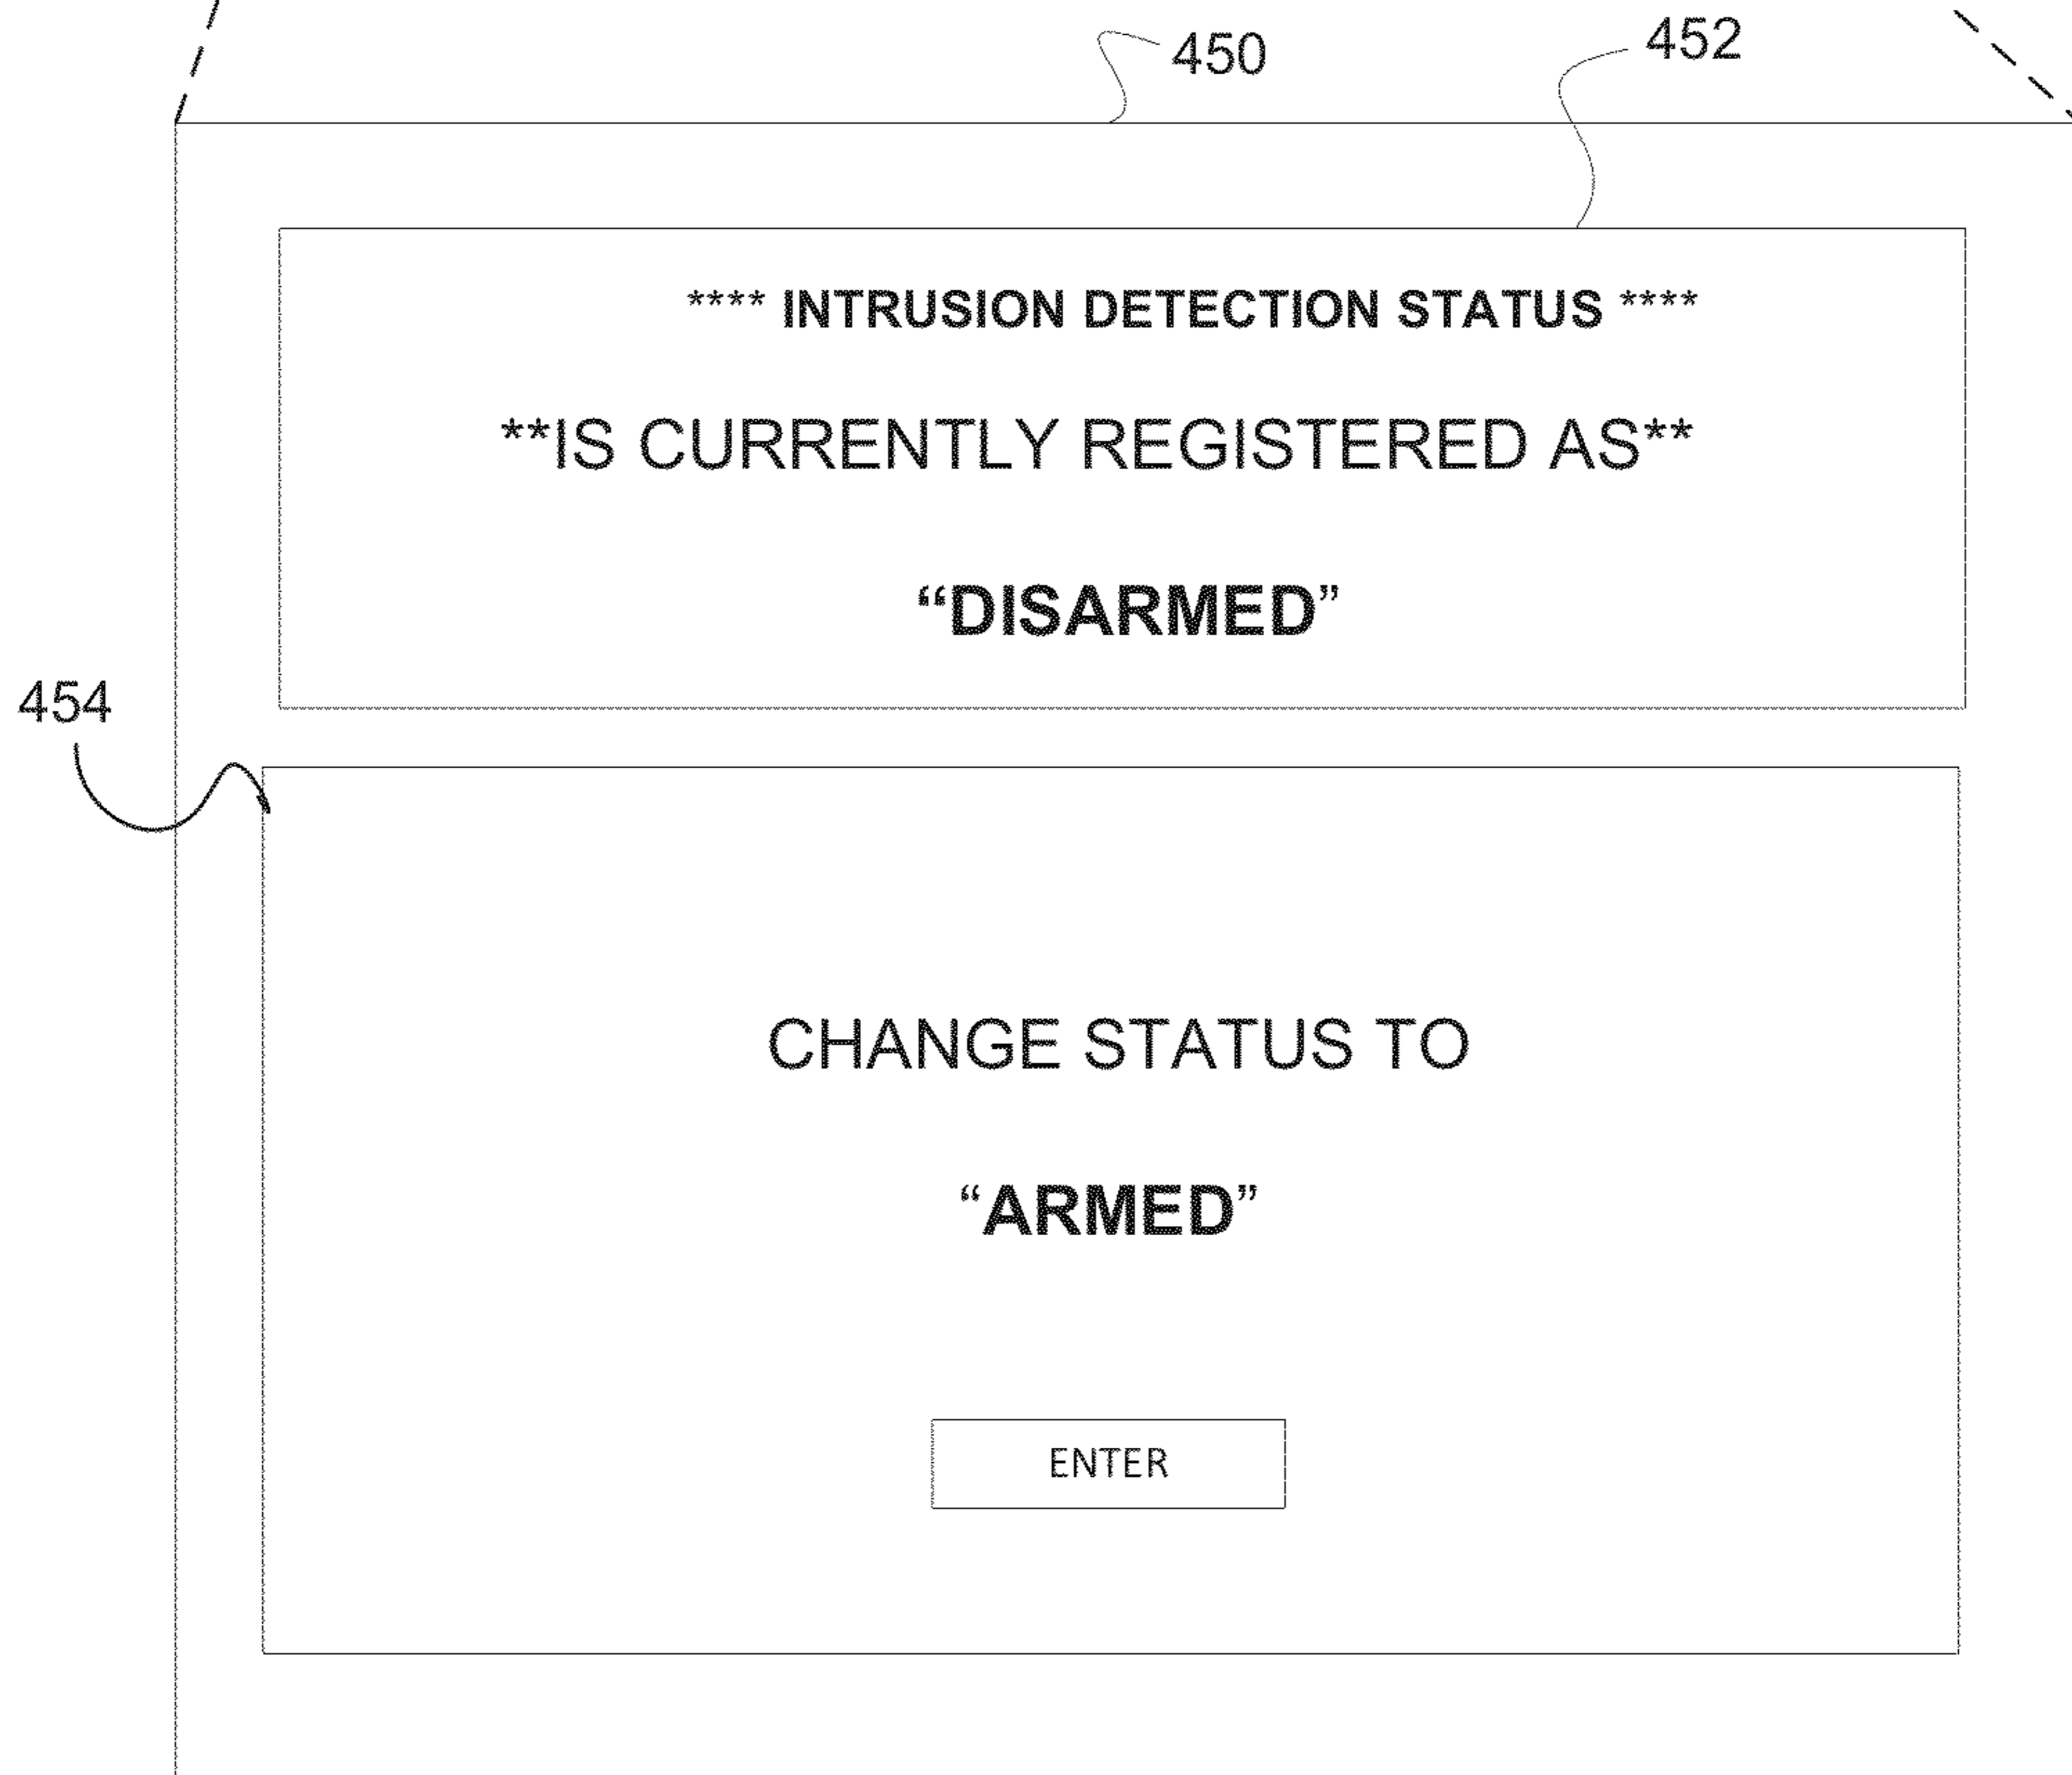 450
452
**** INTRUSION DETECTION STATUS ****
**IS CURRENTLY REGISTERED AS**
“DISARMED”
454
CHANGE STATUS TO
“ARMED”
ENTER